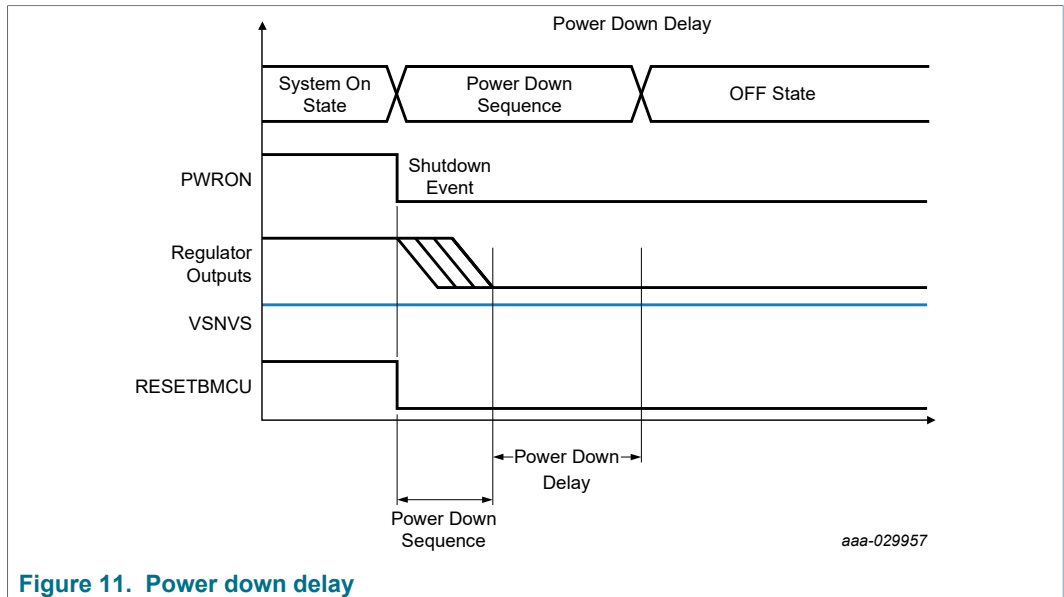 Power Down Delay
System On
State
Power Down
Sequence
OFF State
PWRON
Shutdown
Event
Regulator
Outputs
VSNVS
RESETBMCU
Power Down
Delay
Power Down
Sequence
aaa-029957
Figure 11. Power down delay